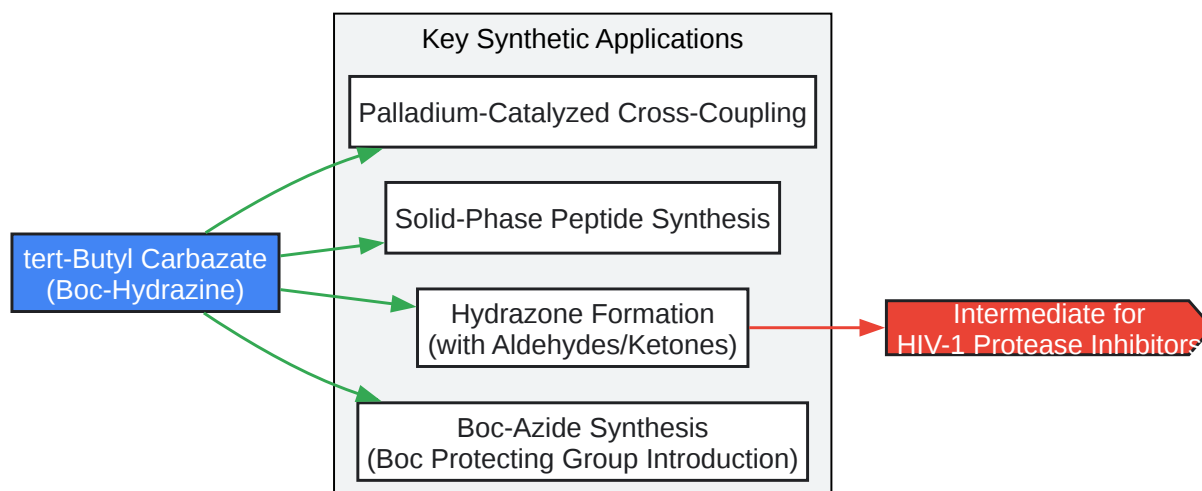 Key Synthetic Applications
Palladium-Catalyzed Cross-Coupling
Solid-Phase Peptide Synthesis
tert-Butyl Carbazate
(Boc-Hydrazine)
Hydrazone Formation
(with Aldehydes/Ketones)
Intermediate for
HIV-1 Protease Inhibitors
Boc-Azide Synthesis
(Boc Protecting Group Introduction)